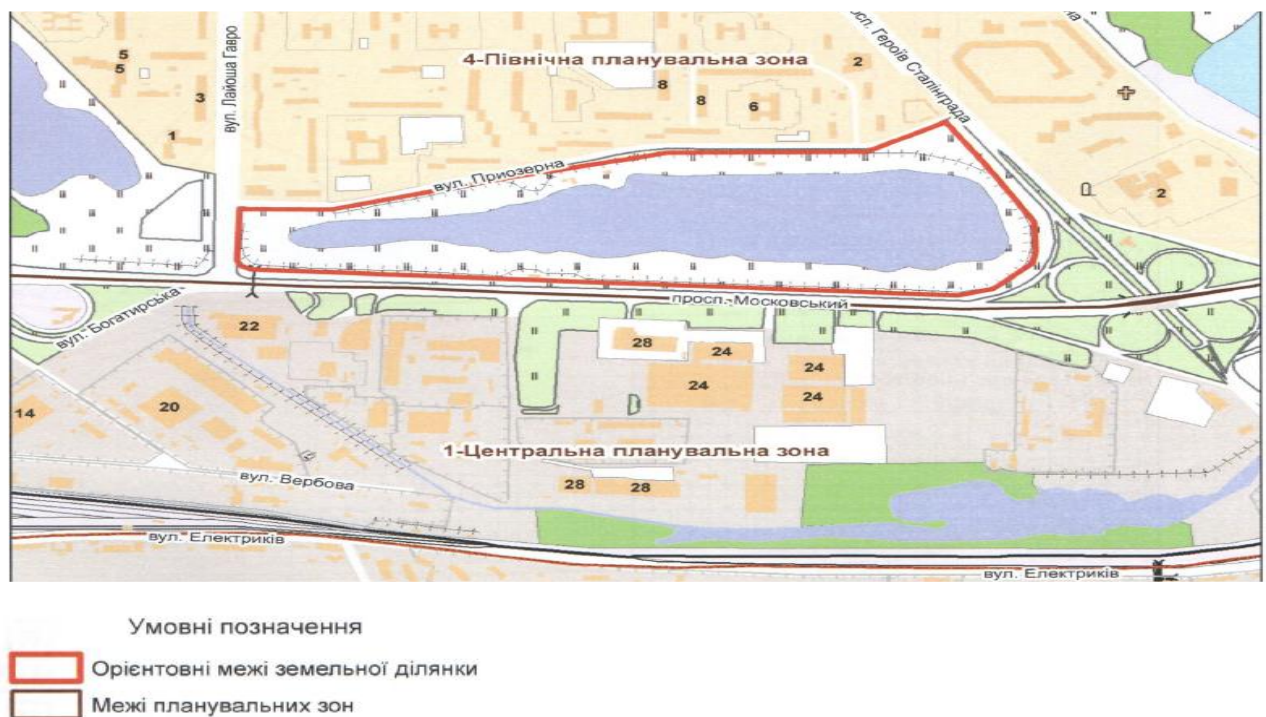 4-Північна планувальна зона
вул. Лайоша Гавро
просп. Героїв Сталінграда
5
5
3
1
8
8
6
2
2
вул. Приозерна
просп. Московський
вул. Богатирська
22
28
24
24
24
24
14
20
1-Центральна планувальна зона
вул. Вербова
28
28
вул. Електриків
вул. Електриків
Умовні позначення
Орієнтовні межі земельної ділянки
Межі планувальних зон